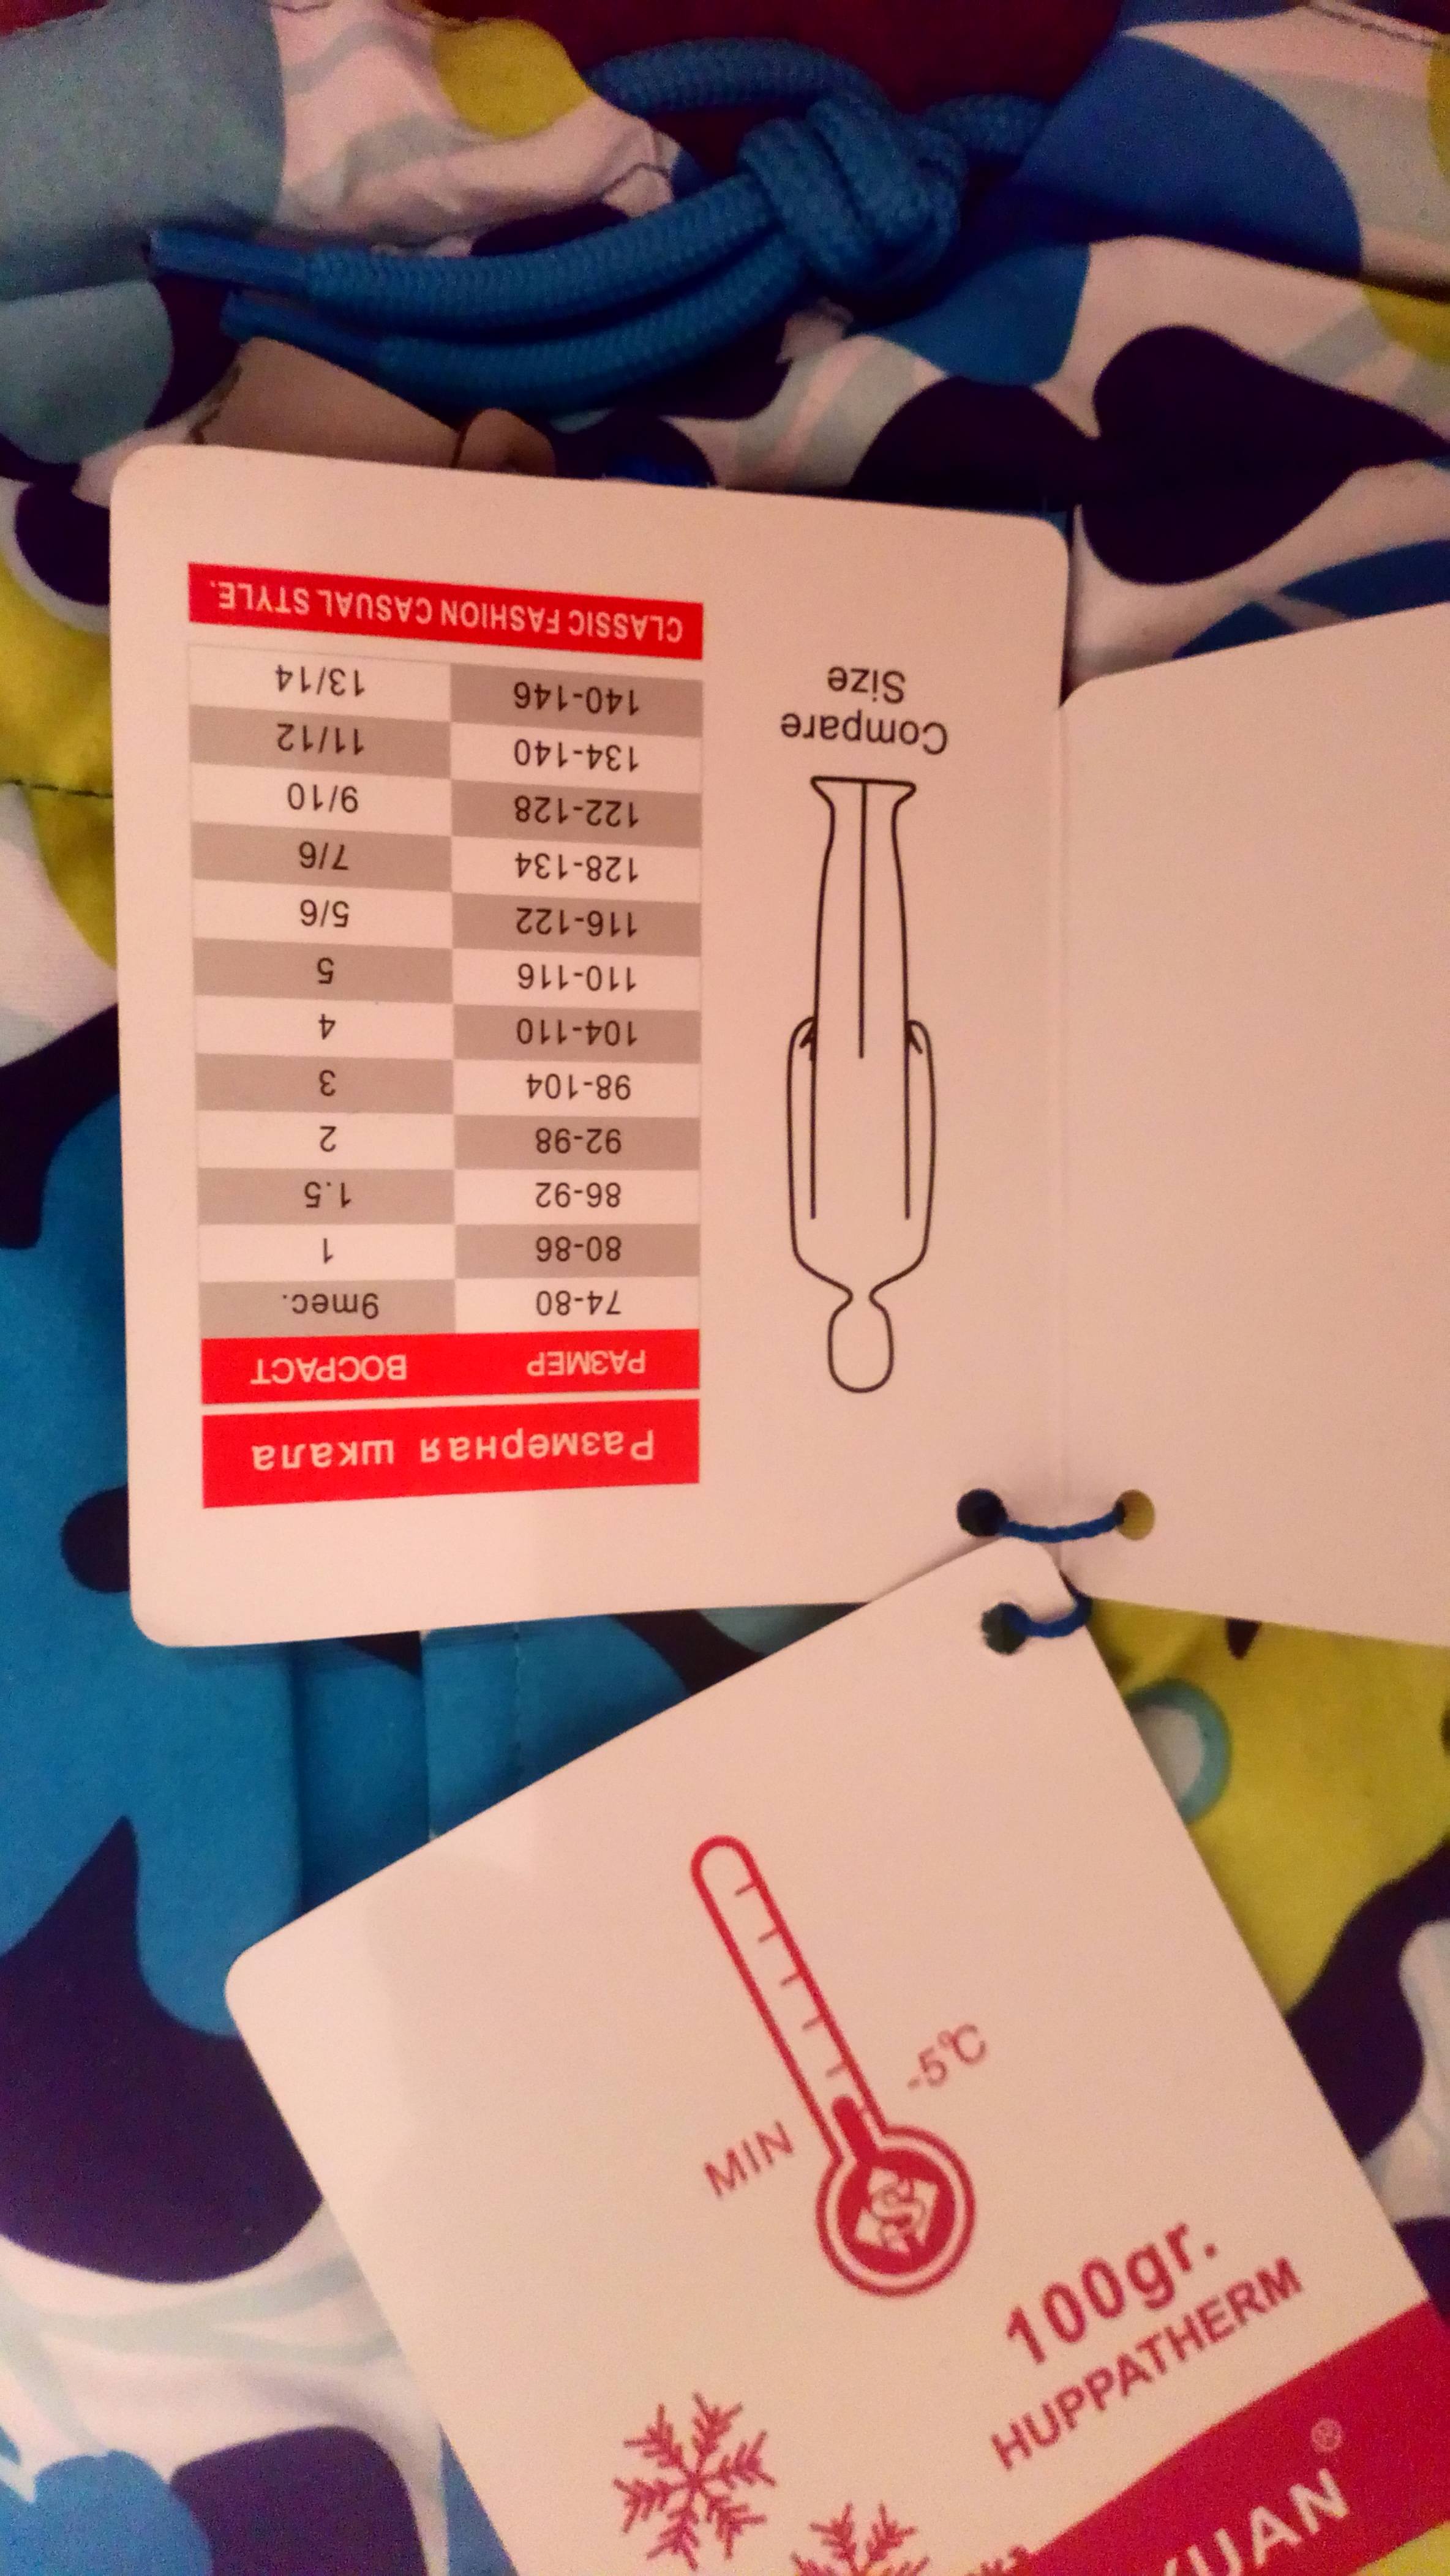 Размерная шкала
РАЗМЕР ВОСРАСТ
74-80 9мес.
80-86 1
86-92 1.5
92-98 2
98-104 3
104-110 4
110-116 5
116-122 5/6
128-134 7/6
122-128 9/10
134-140 11/12
140-146 13/14
CLASSIC FASHION CASUAL STYLE.
Compare
Size
-5℃
MIN
100gr.
HUPPATHERM
®